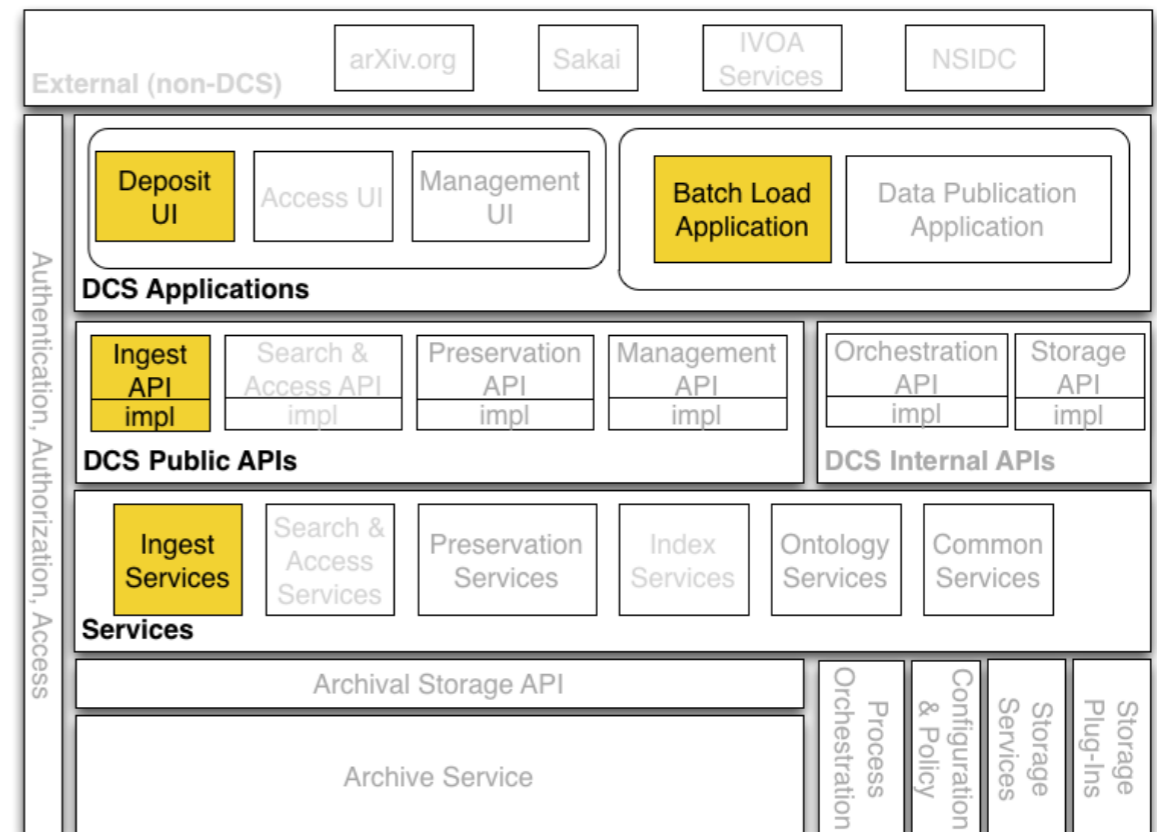 arXiv.org
Sakai
IVOA
Services
NSIDC
External (non-DCS)
Authentication, Authorization, Access
Deposit
UI
Access UI
Management
UI
Batch Load
Application
Data Publication
Application
DCS Applications
Ingest
API
impl
Search &
Access API
impl
Preservation
API
impl
Management
API
impl
DCS Public APIs
Orchestration
API
impl
Storage
API
impl
DCS Internal APIs
Ingest
Services
Search &
Access
Services
Preservation
Services
Index
Services
Ontology
Services
Common
Services
Services
Archival Storage API
Archive Service
Process
Orchestration
Configuration
& Policy
Storage
Services
Storage
Plug-Ins